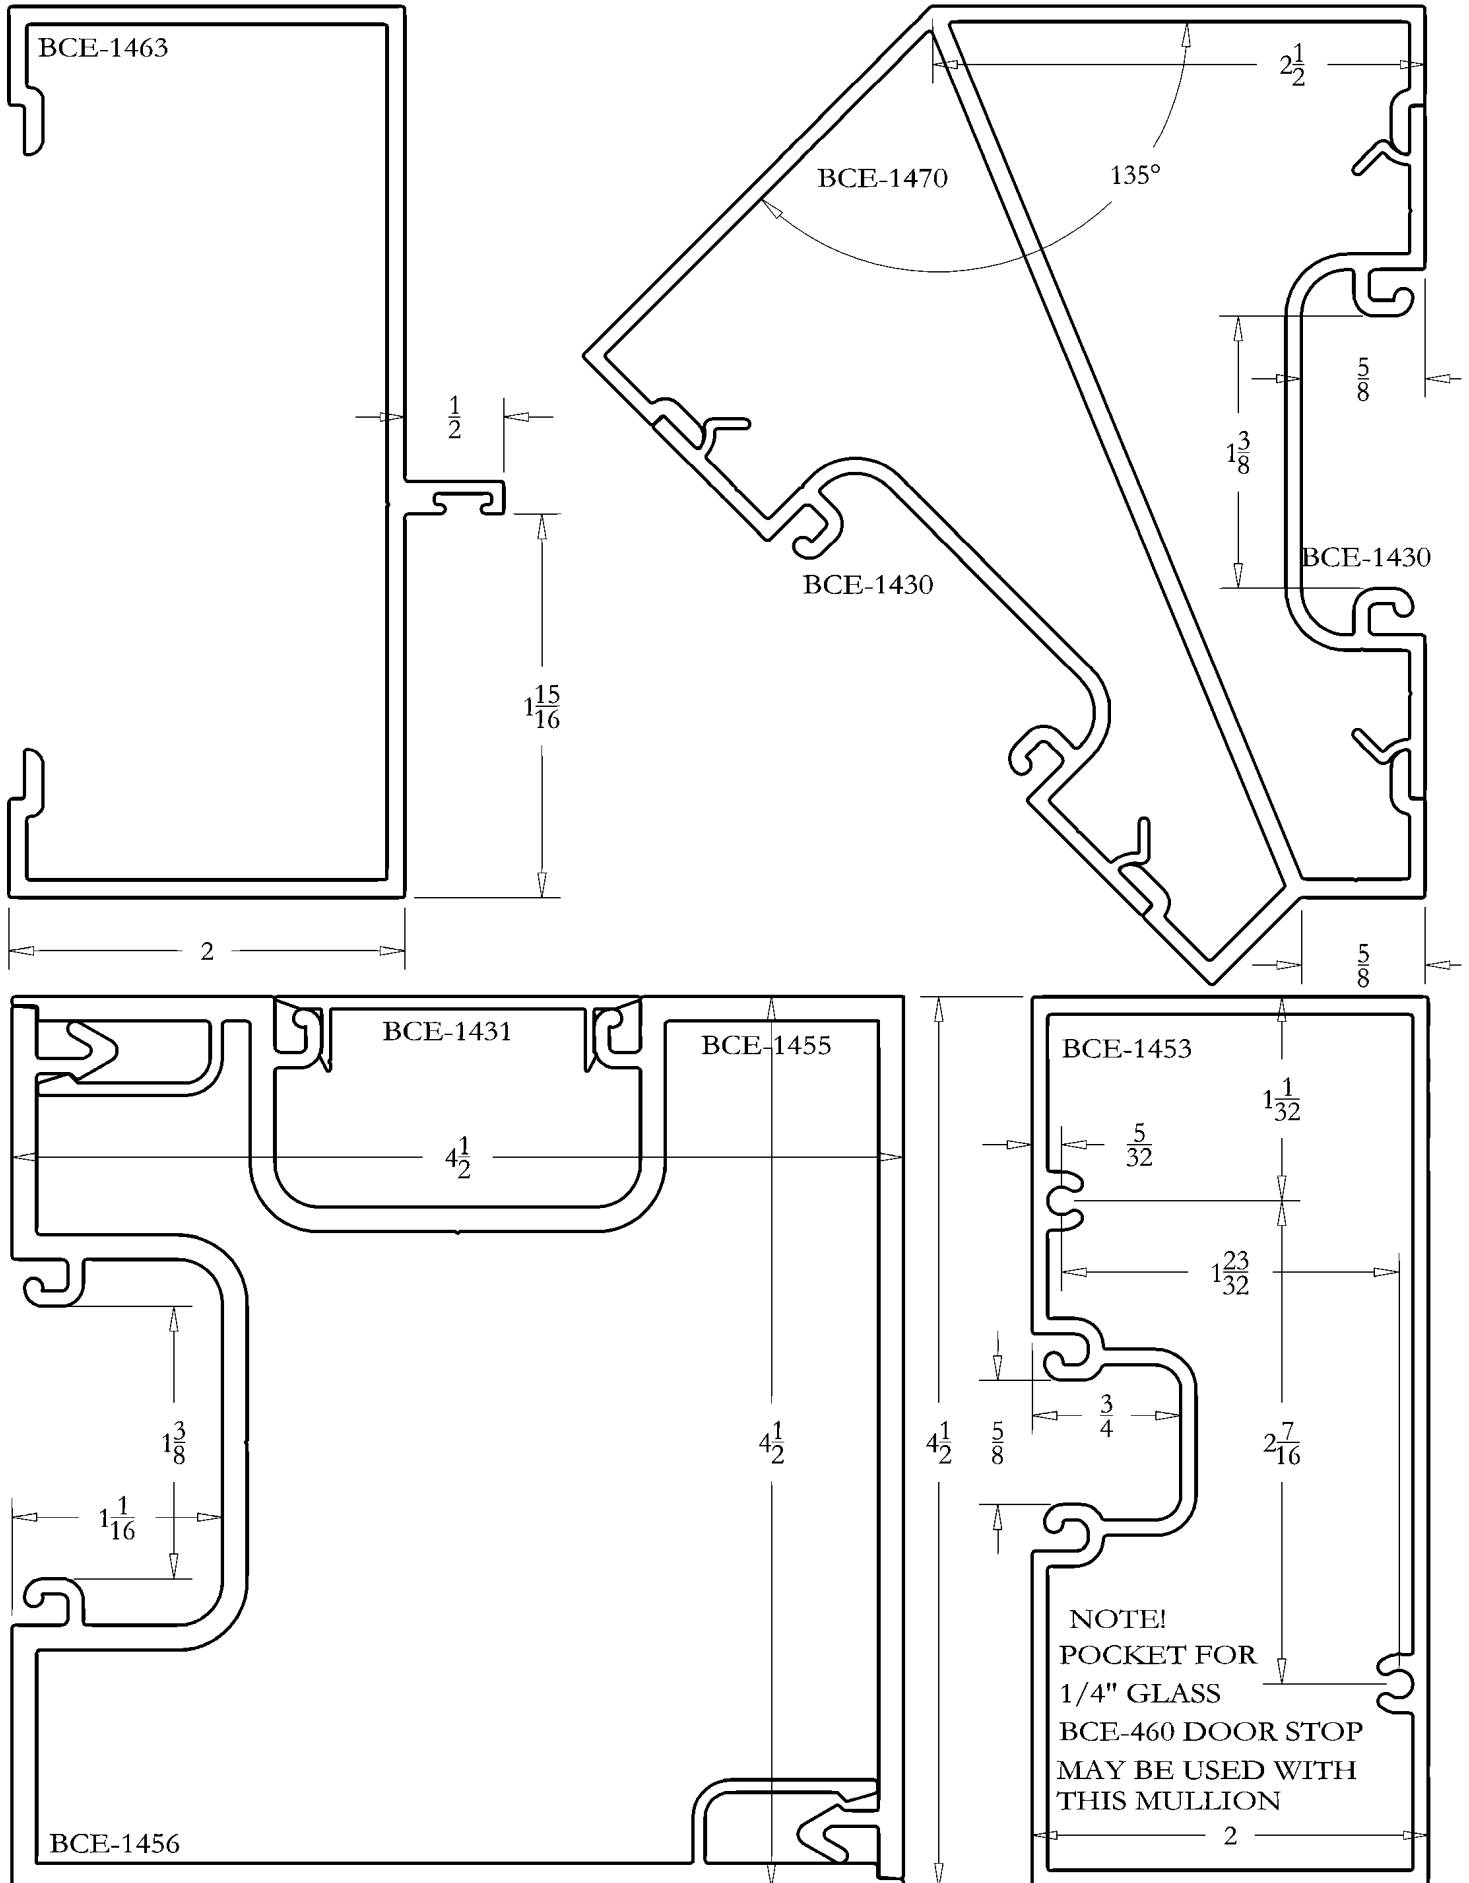 BCE-1463
1/2
1 15/16
2
2 1/2
135°
BCE-1470
5/8
1 3/8
BCE-1430
BCE-1430
5/8
BCE-1431
BCE-1455
4 1/2
1 3/8
4 1/2
1 1/16
BCE-1456
4 1/2
BCE-1453
1 1/32
5/32
1 23/32
3/4
5/8
2 7/16
NOTE!
POCKET FOR
1/4" GLASS
BCE-460 DOOR STOP
MAY BE USED WITH
THIS MULLION
2